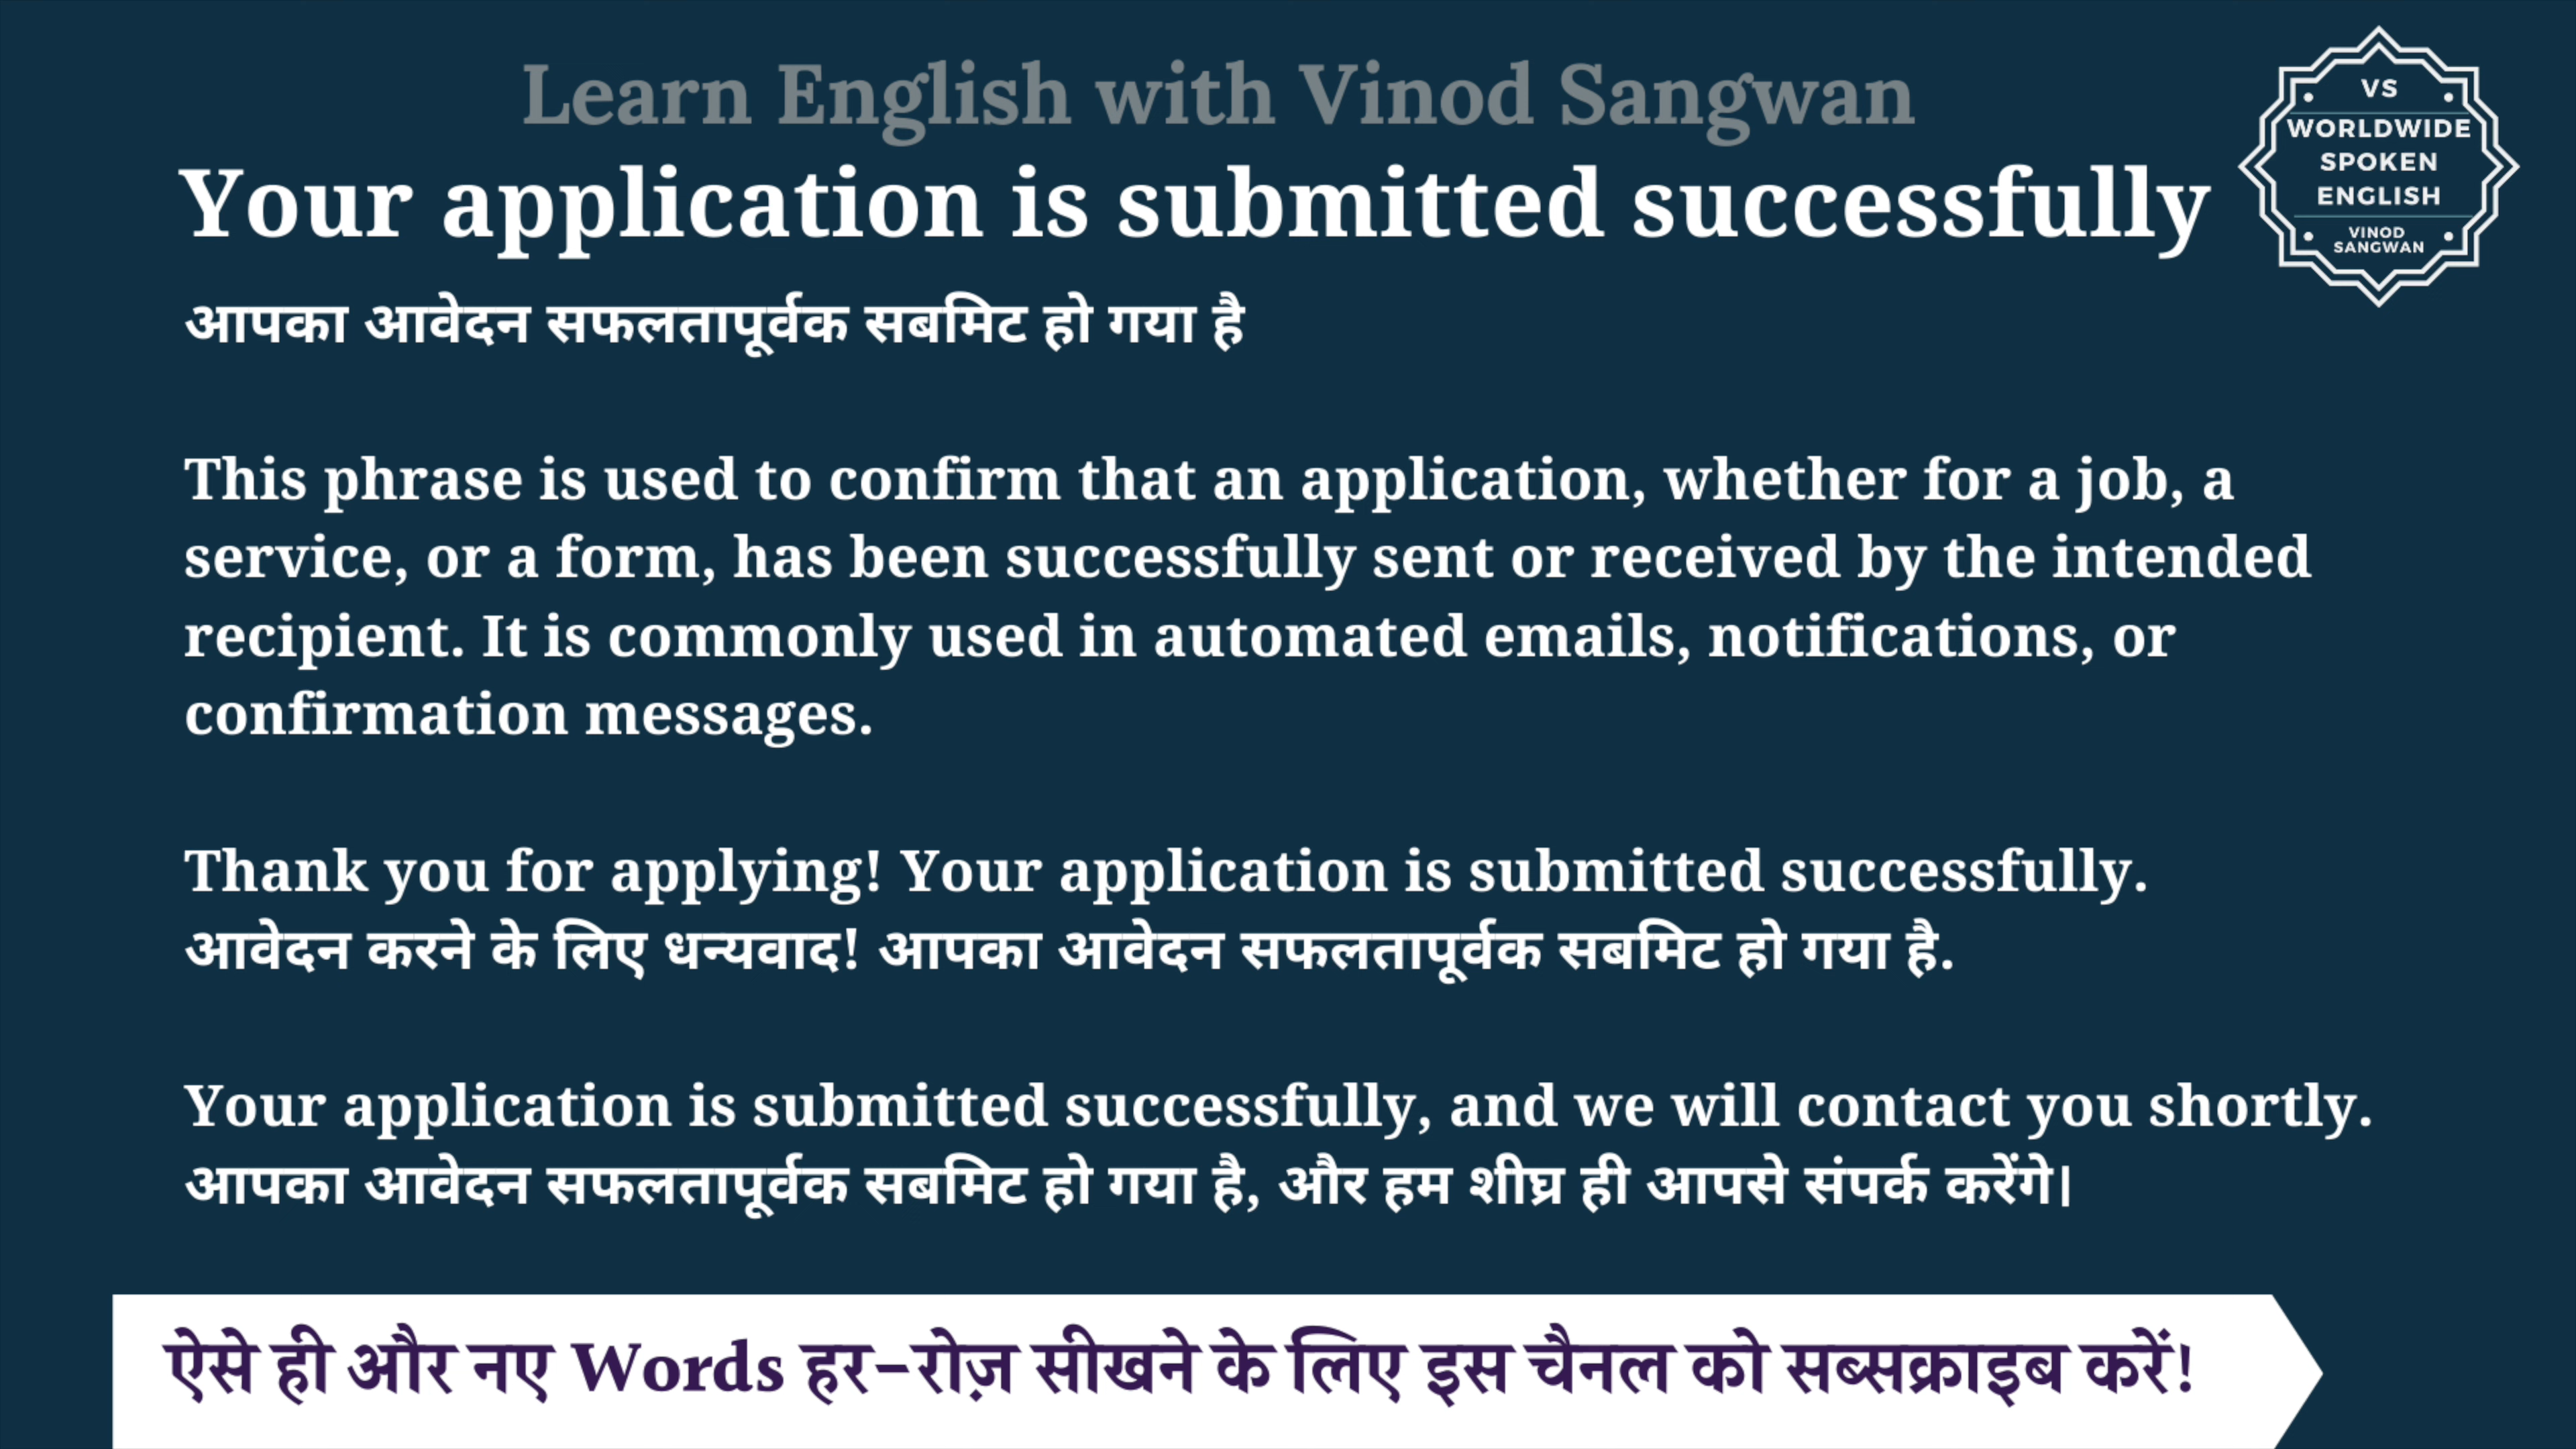 Learn English with Vinod Sangwan
VS
WORLDWIDE
SPOKEN
ENGLISH
VINOD
SANGWAN
Your application is submitted successfully
आपका आवेदन सफलतापूर्वक सबमिट हो गया है
This phrase is used to confirm that an application, whether for a job, a
service, or a form, has been successfully sent or received by the intended
recipient. It is commonly used in automated emails, notifications, or
confirmation messages.
Thank you for applying! Your application is submitted successfully.
आवेदन करने के लिए धन्यवाद! आपका आवेदन सफलतापूर्वक सबमिट हो गया है.
Your application is submitted successfully, and we will contact you shortly.
आपका आवेदन सफलतापूर्वक सबमिट हो गया है, और हम शीघ्र ही आपसे संपर्क करेंगे।
ऐसे ही और नए Words हर-रोज़ सीखने के लिए इस चैनल को सब्सक्राइब करें!